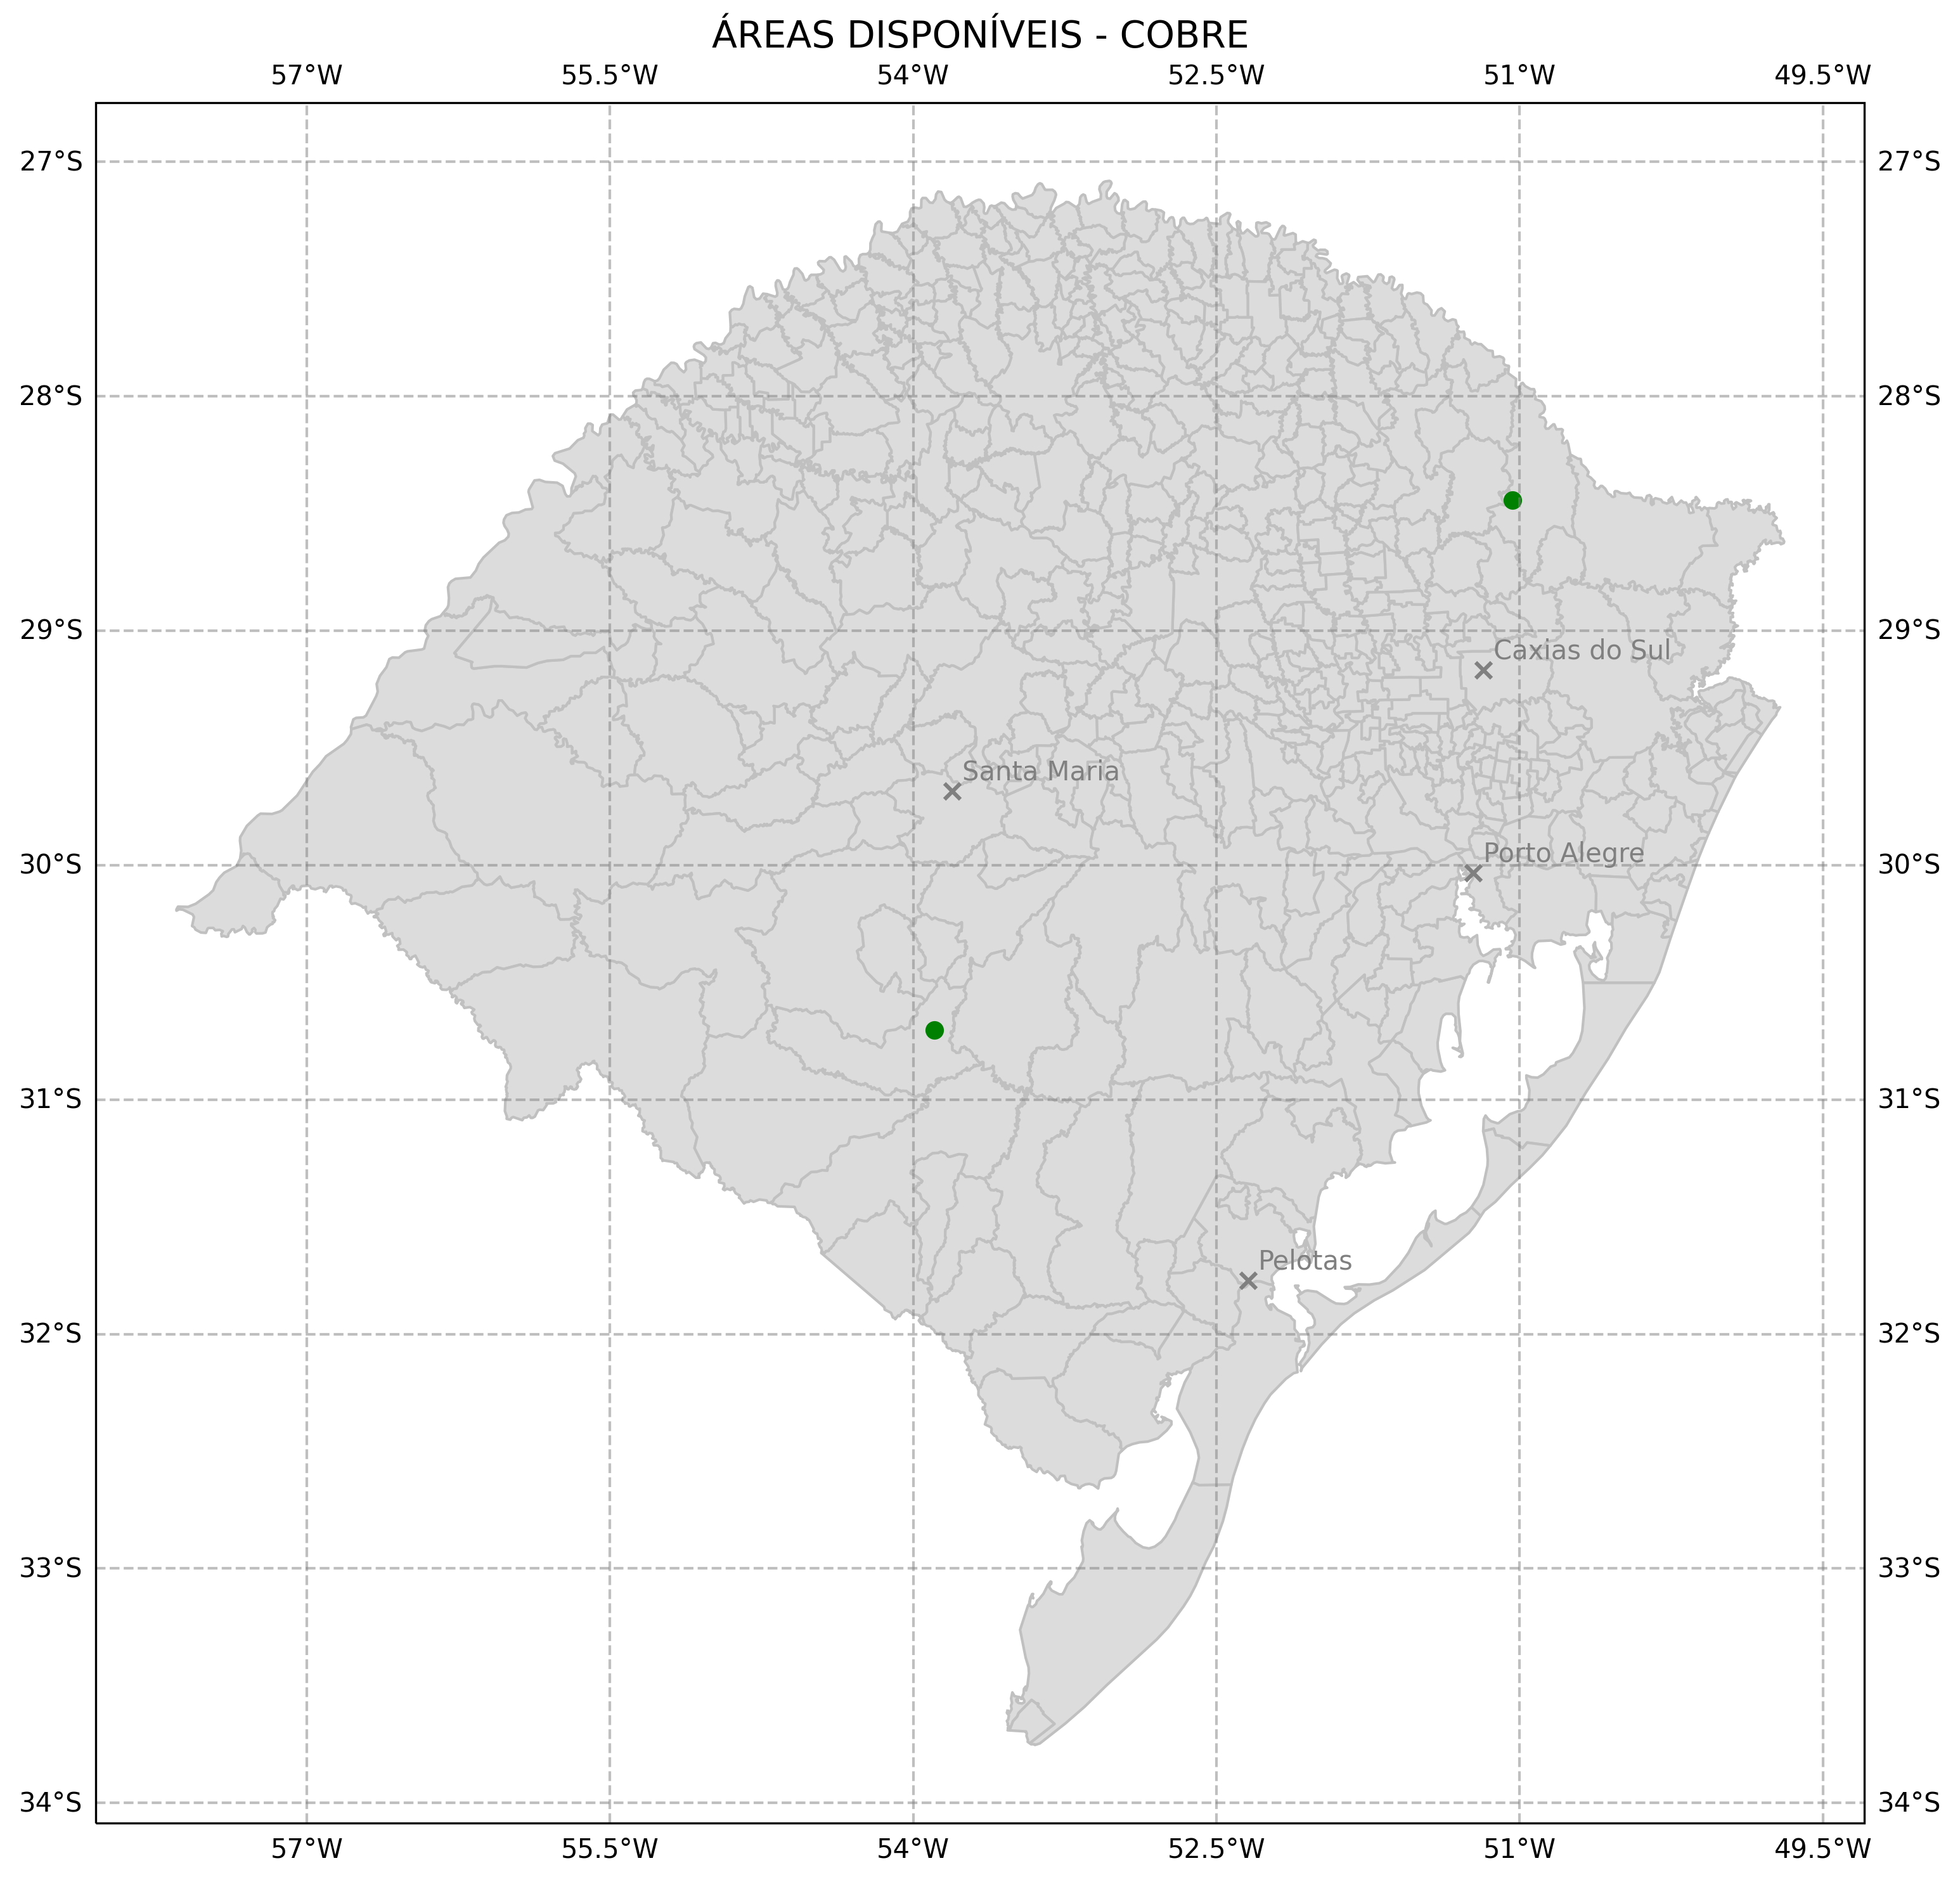 ÁREAS DISPONÍVEIS - COBRE
57°W 55.5°W 54°W 52.5°W 51°W 49.5°W
27°S 27°S
28°S 28°S
29°S 29°S
Caxias do Sul
Santa Maria
Porto Alegre
30°S 30°S
31°S 31°S
Pelotas
32°S 32°S
33°S 33°S
34°S 34°S
57°W 55.5°W 54°W 52.5°W 51°W 49.5°W